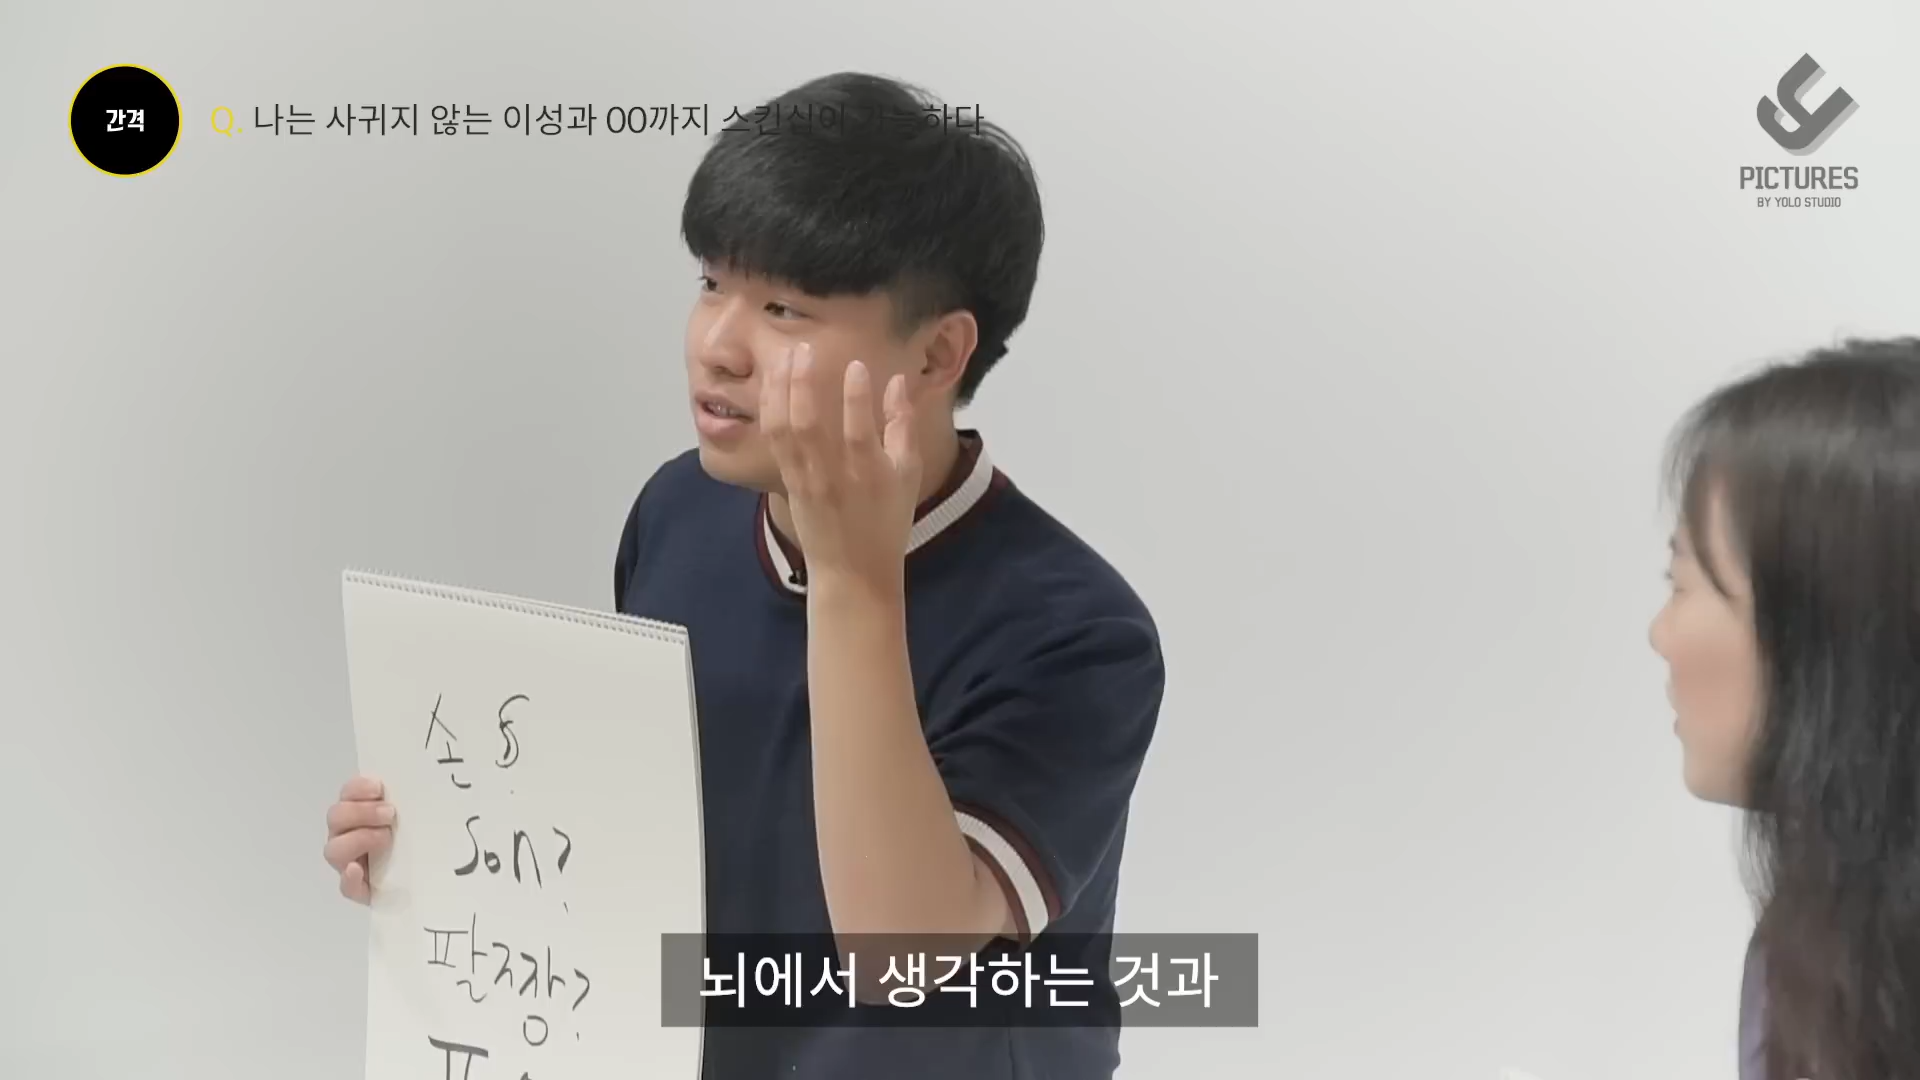 간격
Q. 나는 사귀지 않는 이성과 OO까지 스킨십이 가능하다
PICTURES
BY YOLO STUDIO
손
Son?
팔짱?
뇌에서 생각하는 것과